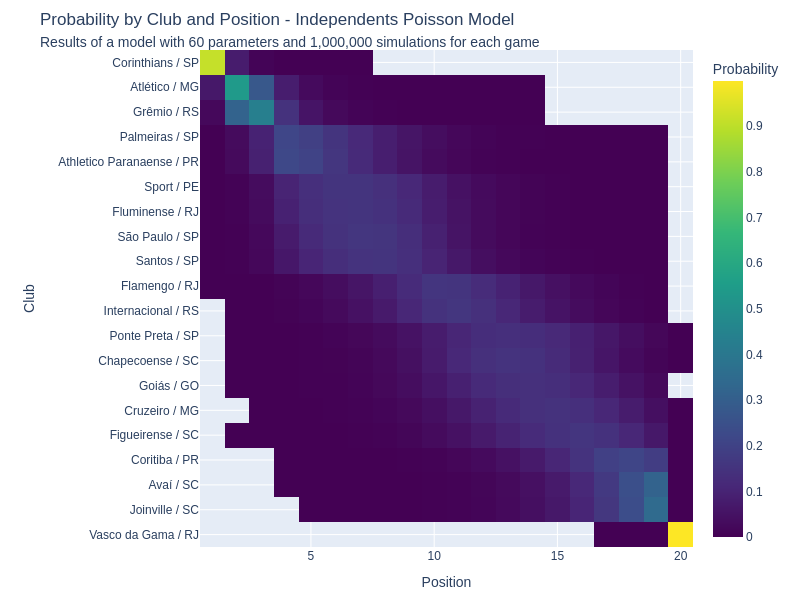 Probability by Club and Position - Independents Poisson Model
Results of a model with 60 parameters and 1,000,000 simulations for each game
Probability
Club
Corinthians / SP
Atlético / MG
Grêmio / RS
Palmeiras / SP
Athletico Paranaense / PR
Sport / PE
Fluminense / RJ
São Paulo / SP
Santos / SP
Flamengo / RJ
Internacional / RS
Ponte Preta / SP
Chapecoense / SC
Goiás / GO
Cruzeiro / MG
Figueirense / SC
Coritiba / PR
Avaí / SC
Joinville / SC
Vasco da Gama / RJ
0.9
0.8
0.7
0.6
0.5
0.4
0.3
0.2
0.1
0
5 10 15 20
Position